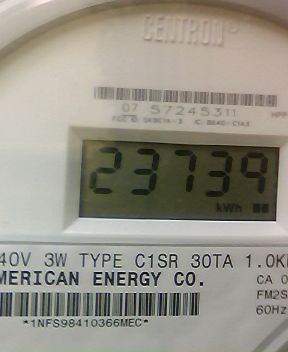 CENTRON
07 57245311
23739
kWh
40V 3W TYPE C1SR 30TA 1.0K
MERICAN ENERGY CO.
CA 0
FM2S
60Hz
*1NFS98410366MEC*